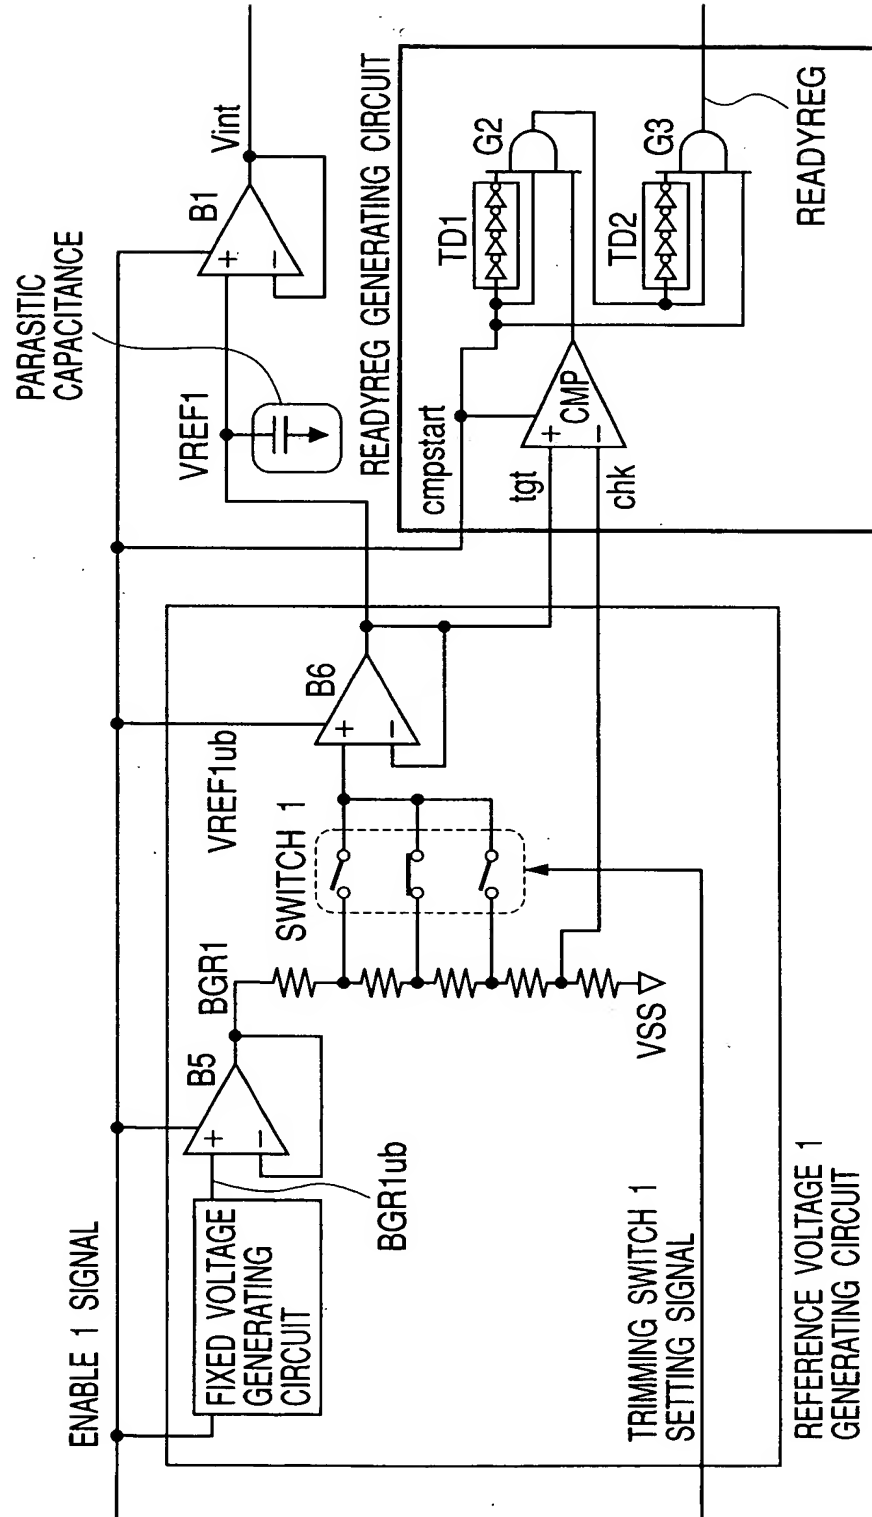 ENABLE 1 SIGNAL
FIXED VOLTAGE
GENERATING
CIRCUIT
BGR1ub
B5
+
−
BGR1
VSS
SWITCH 1
VREF1ub
B6
+
−
TRIMMING SWITCH 1
SETTING SIGNAL
REFERENCE VOLTAGE 1
GENERATING CIRCUIT
PARASITIC
CAPACITANCE
VREF1
B1
+
−
Vint
READYREG GENERATING CIRCUIT
cmpstart
tgt
chk
+
−
CMP
TD1
G2
TD2
G3
READYREG